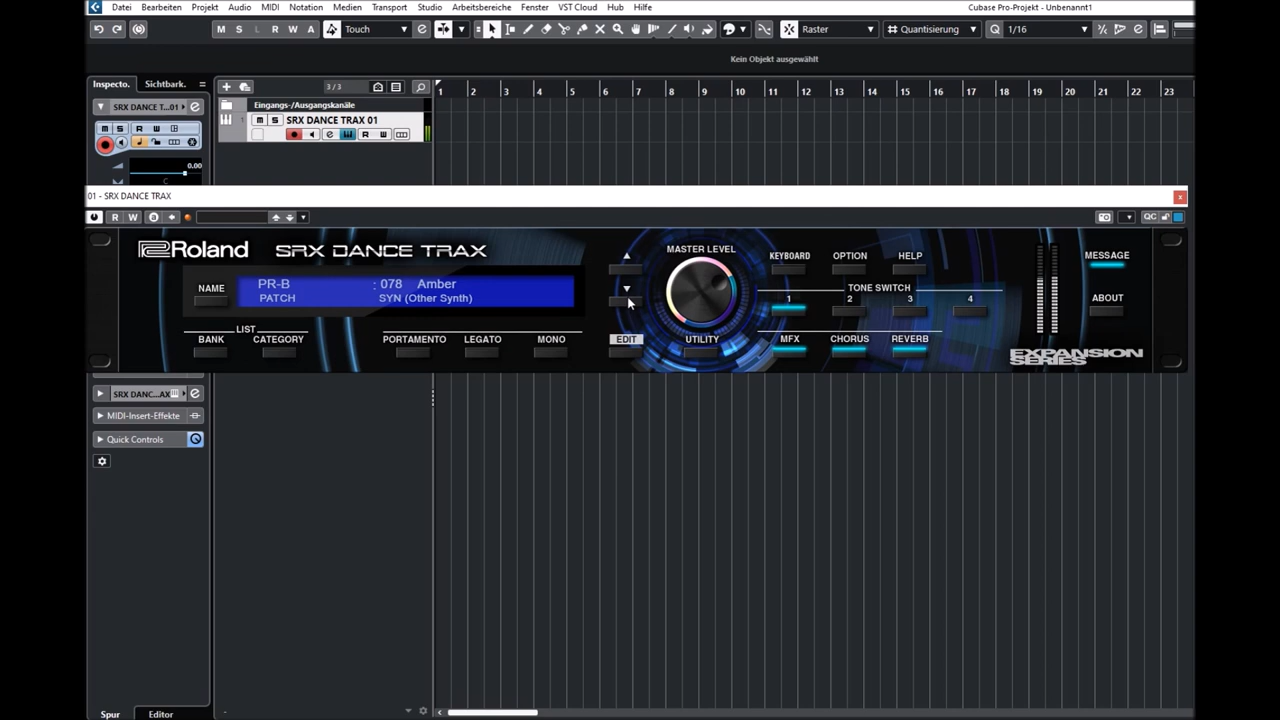 Datei Bearbeiten Projekt Audio MIDI Notation Medien Transport Studio Arbeitsbereiche Fenster VST Cloud Hub Hilfe Cubase Pro-Projekt - Unbenannt1
M S L R W A Touch Raster Quantisierung Q 1/16
Kein Objekt ausgewählt
Inspecto. Sichtbark. 3 / 3 1 2 3 4 5 6 7 8 9 10 11 12 13 14 15 16 17 18 19 20 21 22 23
SRX DANCE T...01 Eingangs-/Ausgangskanäle
M S R W 1 M S SRX DANCE TRAX 01
R W
0.00
C
01 - SRX DANCE TRAX x
R W QC
Roland SRX DANCE TRAX MASTER LEVEL KEYBOARD OPTION HELP MESSAGE
NAME PR-B : 078 Amber TONE SWITCH
PATCH SYN (Other Synth) 1 2 3 4 ABOUT
LIST
BANK CATEGORY PORTAMENTO LEGATO MONO EDIT UTILITY MFX CHORUS REVERB
EXPANSION
SERIES
SRX DANC...AX
MIDI-Insert-Effekte
Quick Controls
Spur Editor